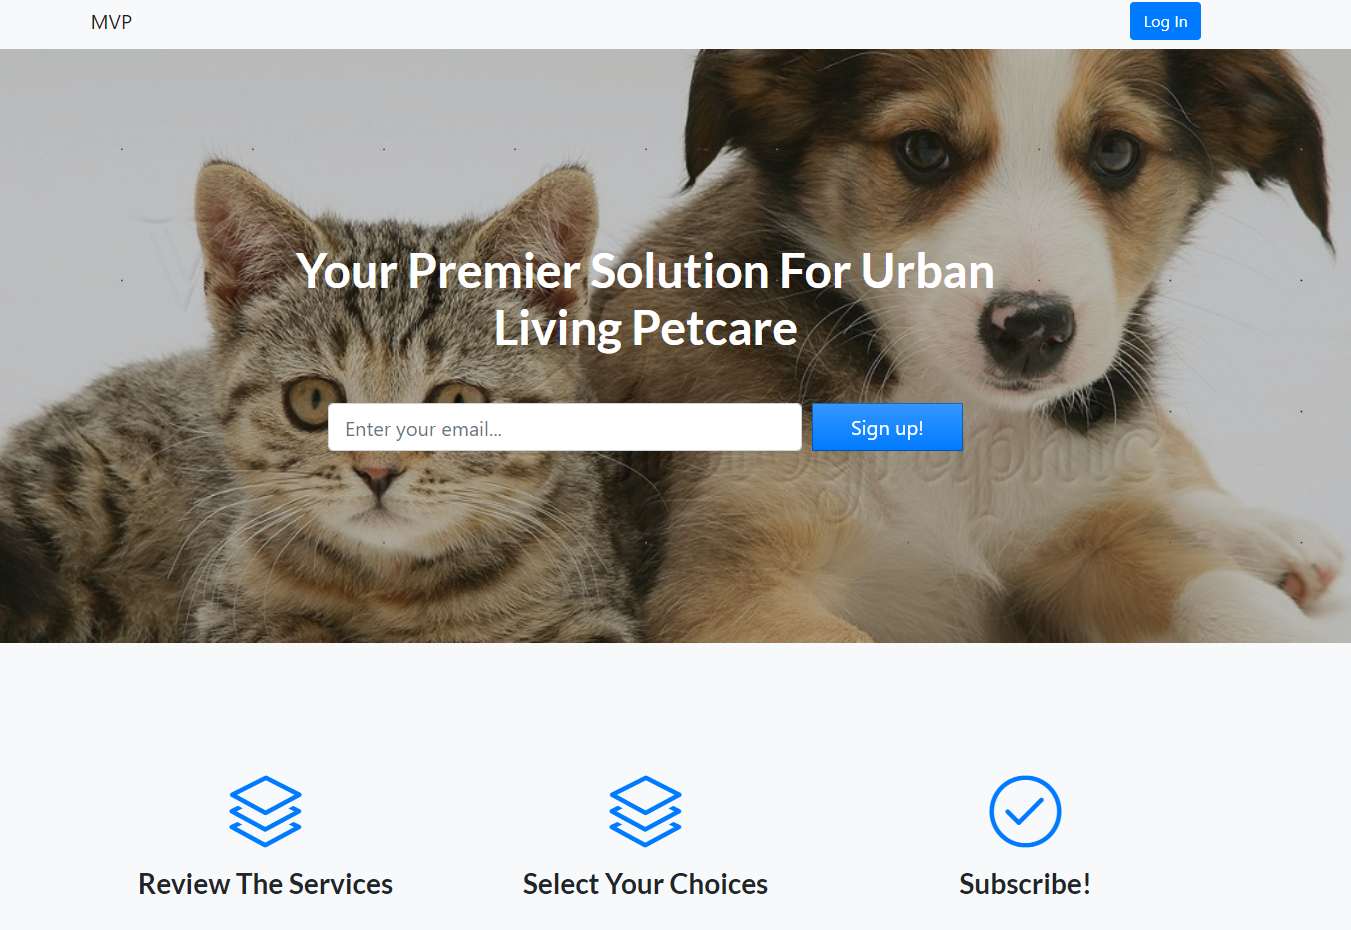 MVP
Log In
Your Premier Solution For Urban
Living Petcare
Enter your email...
Sign up!
Review The Services
Select Your Choices
Subscribe!